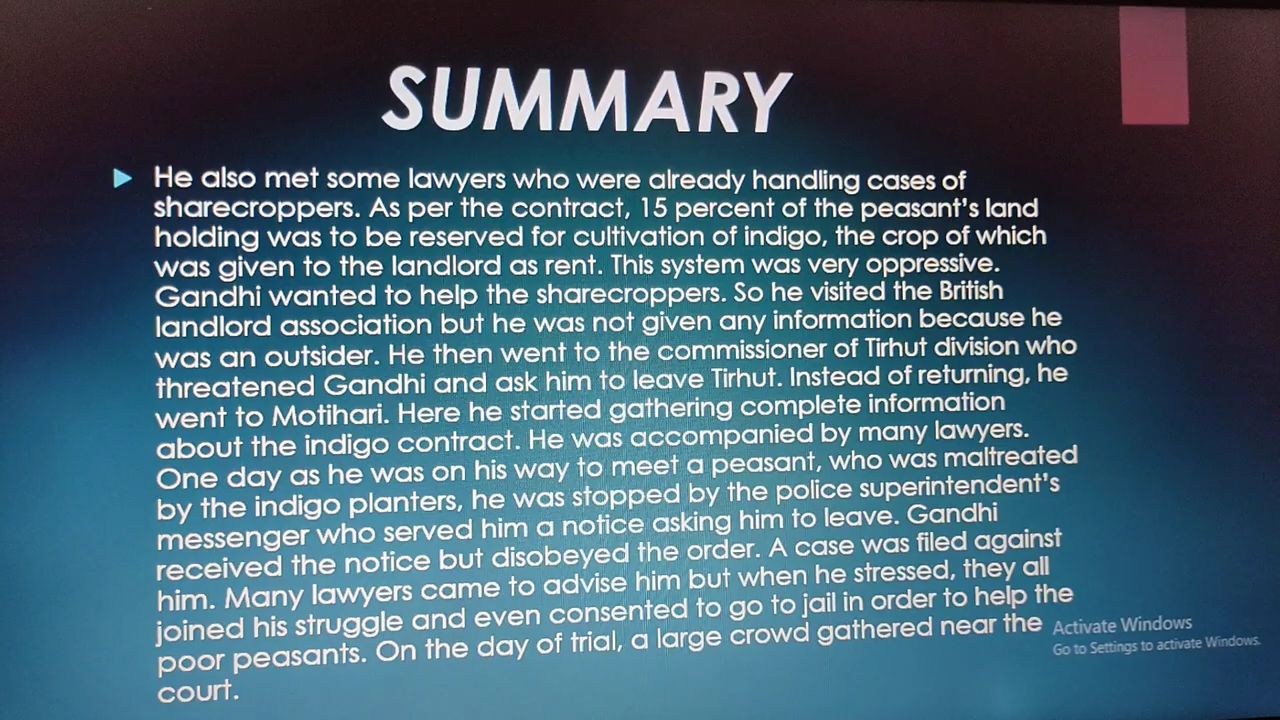 SUMMARY
He also met some lawyers who were already handling cases of
sharecroppers. As per the contract, 15 percent of the peasant's land
holding was to be reserved for cultivation of indigo, the crop of which
was given to the landlord as rent. This system was very oppressive.
Gandhi wanted to help the sharecroppers. So he visited the British
landlord association but he was not given any information because he
was an outsider. He then went to the commissioner of Tirhut division who
threatened Gandhi and ask him to leave Tirhut. Instead of returning, he
went to Motihari. Here he started gathering complete information
about the indigo contract. He was accompanied by many lawyers.
One day as he was on his way to meet a peasant, who was maltreated
by the indigo planters, he was stopped by the police superintendent's
messenger who served him a notice asking him to leave. Gandhi
received the notice but disobeyed the order. A case was filed against
him. Many lawyers came to advise him but when he stressed, they all
joined his struggle and even consented to go to jail in order to help the
poor peasants. On the day of trial, a large crowd gathered near the
court.
Activate Windows
Go to Settings to activate Windows.